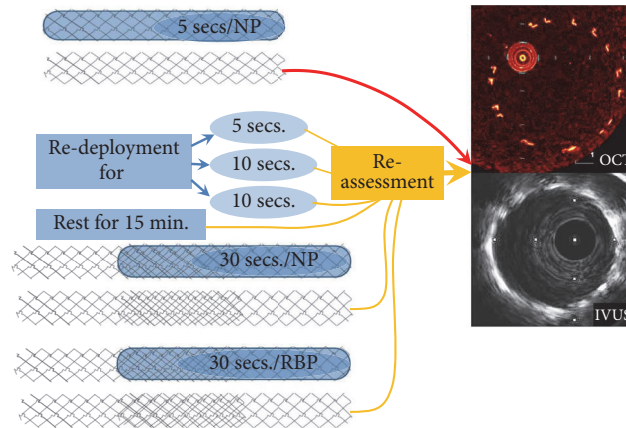 5 secs/NP
5 secs.
Re-deployment
for
10 secs.
10 secs.
Re-
assessment
Rest for 15 min.
30 secs./NP
30 secs./RBP
1
OCT
IVUS